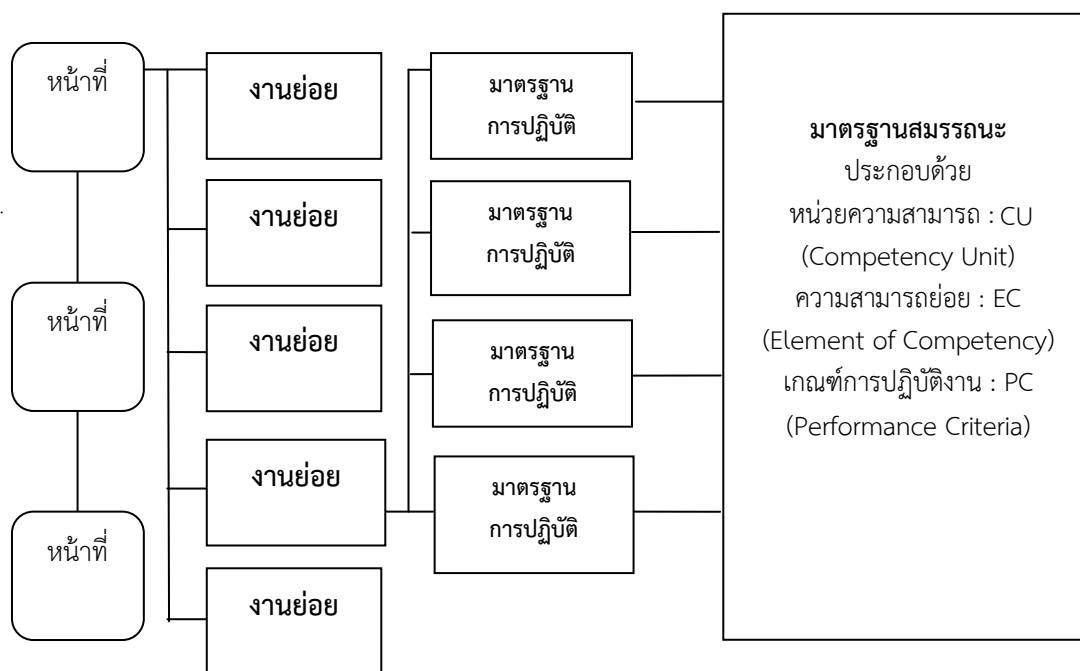 หน้าที่
หน้าที่
หน้าที่
งานย่อย
งานย่อย
งานย่อย
งานย่อย
งานย่อย
มาตรฐาน
การปฏิบัติ
มาตรฐาน
การปฏิบัติ
มาตรฐาน
การปฏิบัติ
มาตรฐาน
การปฏิบัติ
มาตรฐานสมรรถนะ
ประกอบด้วย
หน่วยความสามารถ : CU
(Competency Unit)
ความสามารถย่อย : EC
(Element of Competency)
เกณฑ์การปฏิบัติงาน : PC
(Performance Criteria)